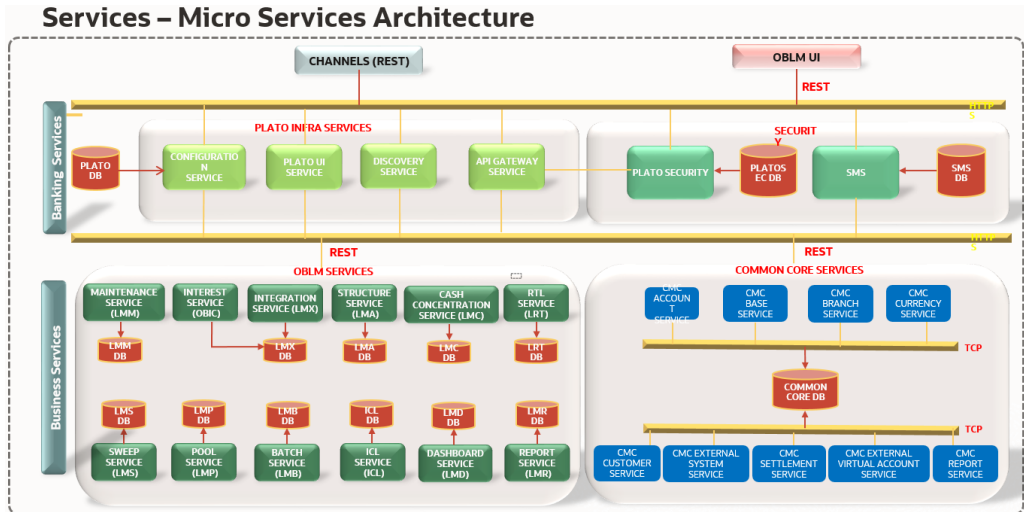 Services – Micro Services Architecture
CHANNELS (REST)
OBLM UI
REST
HTTP
S
Banking Services
PLATO INFRA SERVICES
SECURIT
Y
PLATO
DB
CONFIGURATIO
N
SERVICE
PLATO UI
SERVICE
DISCOVERY
SERVICE
API GATEWAY
SERVICE
PLATO SECURITY
PLATOS
EC DB
SMS
SMS
DB
HTTP
S
REST
REST
Business Services
OBLM SERVICES
MAINTENANCE
SERVICE
(LMM)
INTEREST
SERVICE
(OBIC)
INTEGRATION
SERVICE (LMX)
STRUCTURE
SERVICE
(LMA)
CASH
CONCENTRATION
SERVICE (LMC)
RTL
SERVICE
(LRT)
LMM
DB
LMX
DB
LMA
DB
LMC
DB
LRT
DB
LMS
DB
LMP
DB
LMB
DB
ICL
DB
LMD
DB
LMR
DB
SWEEP
SERVICE
(LMS)
POOL
SERVICE
(LMP)
BATCH
SERVICE
(LMB)
ICL
SERVICE
(ICL)
DASHBOARD
SERVICE
(LMD)
REPORT
SERVICE
(LMR)
COMMON CORE SERVICES
CMC
ACCOUN
T
SERVICE
CMC
BASE
SERVICE
CMC
BRANCH
SERVICE
CMC
CURRENCY
SERVICE
TCP
COMMON
CORE DB
TCP
CMC
CUSTOMER
SERVICE
CMC EXTERNAL
SYSTEM
SERVICE
CMC
SETTLEMENT
SERVICE
CMC EXTERNAL
VIRTUAL ACCOUNT
SERVICE
CMC
REPORT
SERVICE